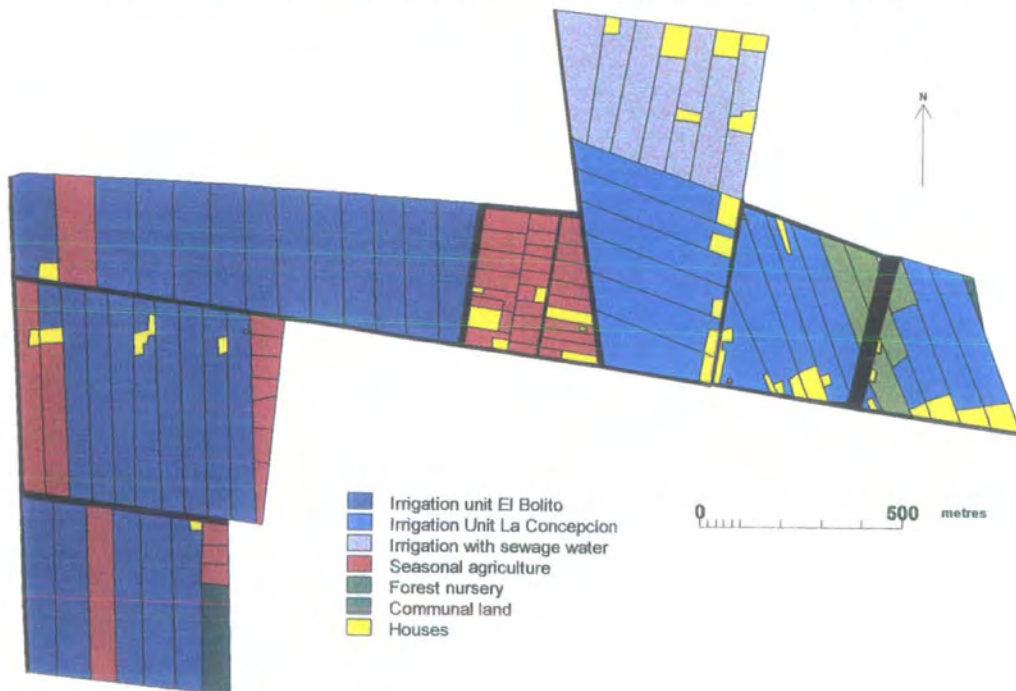 N
Irrigation unit El Bolito
Irrigation Unit La Concepcion
Irrigation with sewage water
Seasonal agriculture
Forest nursery
Communal land
Houses
0 500 metres